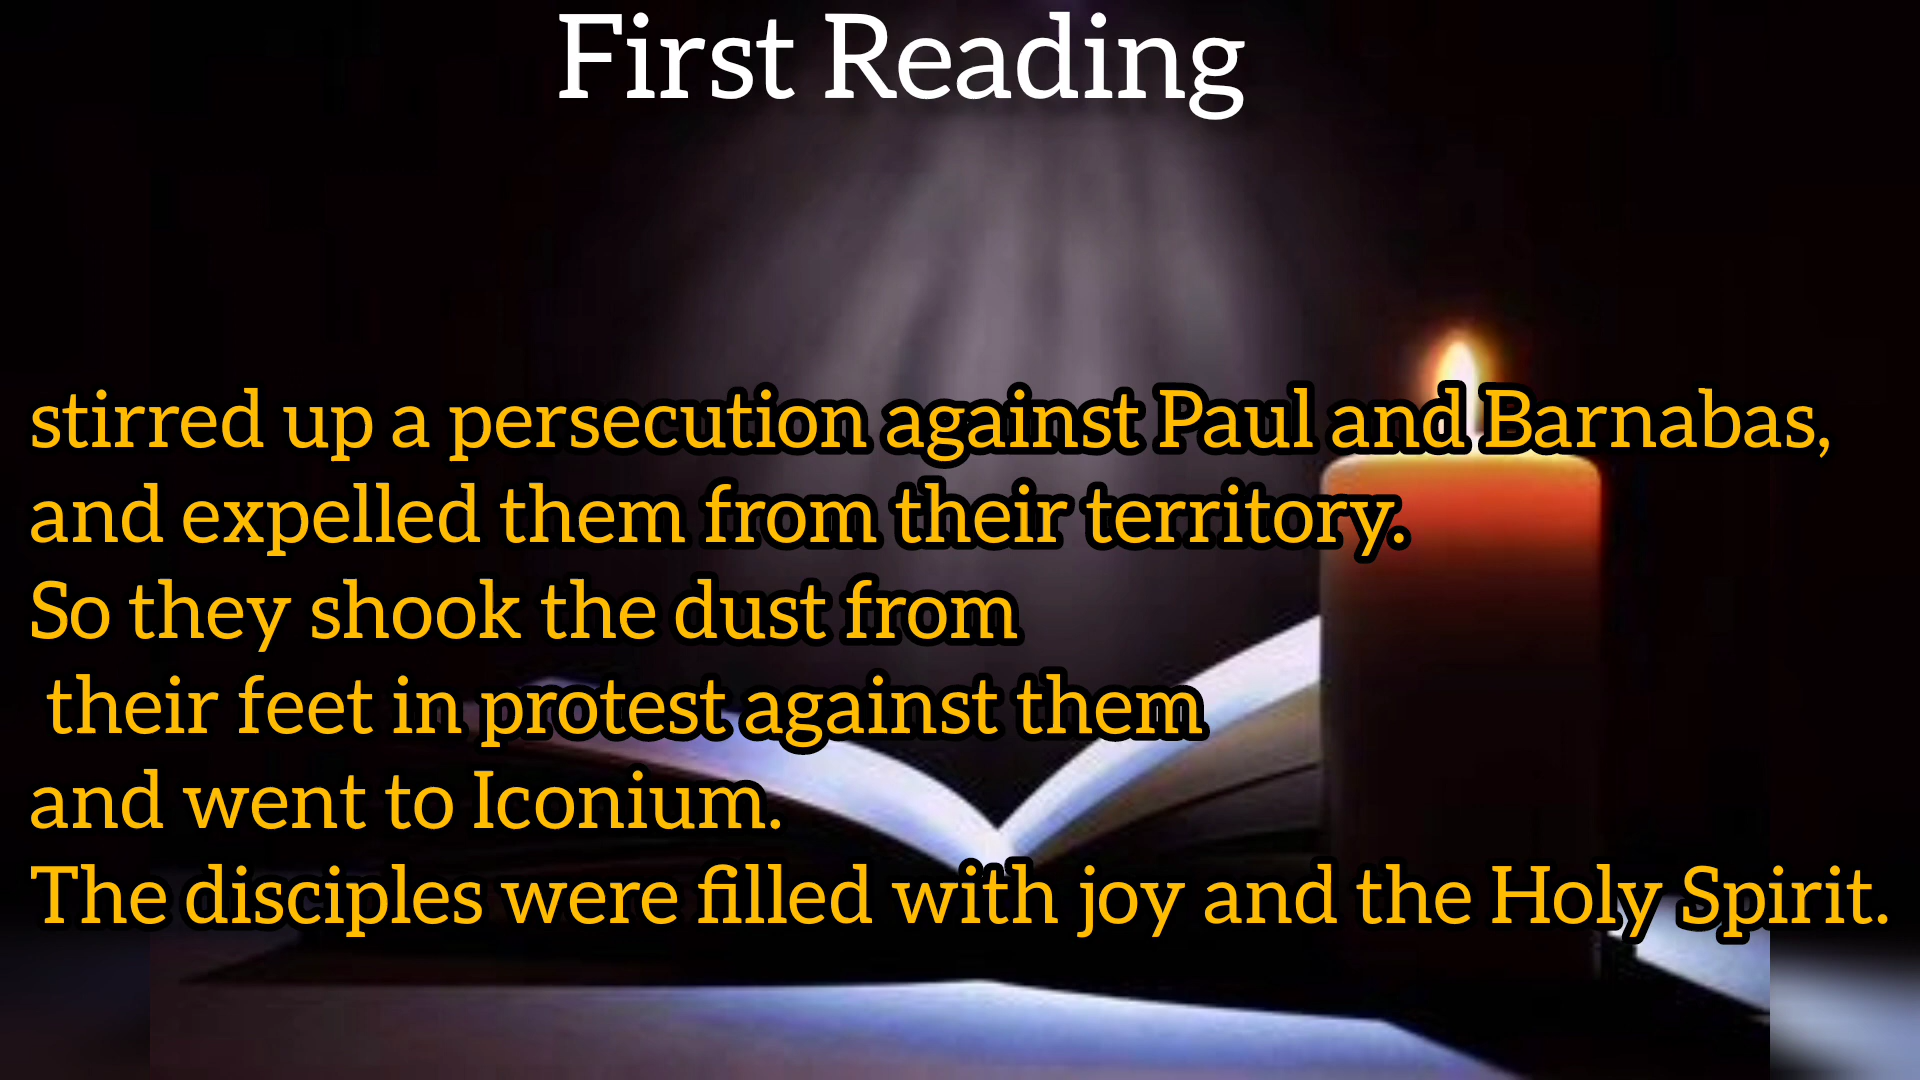 First Reading
stirred up a persecution against Paul and Barnabas,
and expelled them from their territory.
So they shook the dust from
their feet in protest against them
and went to Iconium.
The disciples were filled with joy and the Holy Spirit.